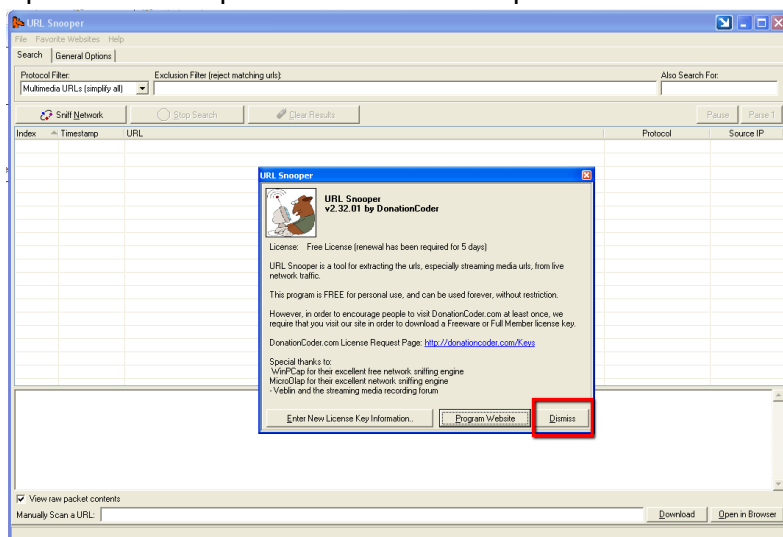 URL Snooper
File Favorite Websites Help
Search General Options
Protocol Filter: Exclusion Filter (reject matching urls): Also Search For:
Multimedia URLs (simplify all)
Sniff Network Stop Search Clear Results Pause Parse 1
Index Timestamp URL Protocol Source IP
URL Snooper
URL Snooper
v2.32.01 by DonationCoder
License: Free License (renewal has been required for 5 days)
URL Snooper is a tool for extracting the urls, especially streaming media urls, from live
network traffic.
This program is FREE for personal use, and can be used forever, without restriction.
However, in order to encourage people to visit DonationCoder.com at least once, we
require that you visit our site in order to download a Freeware or Full Member license key.
DonationCoder.com License Request Page: http://donationcoder.com/Keys
Special thanks to:
WinPCap for their excellent free network sniffing engine
MicroOlap for their excellent network sniffing engine
- Veblin and the streaming media recording forum
Enter New License Key Information.. Program Website Dismiss
View raw packet contents
Manually Scan a URL: Download Open in Browser